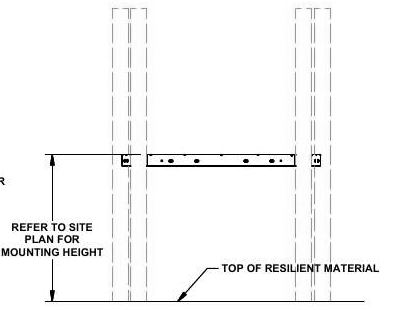 R
REFER TO SITE
PLAN FOR
MOUNTING HEIGHT
TOP OF RESILIENT MATERIAL